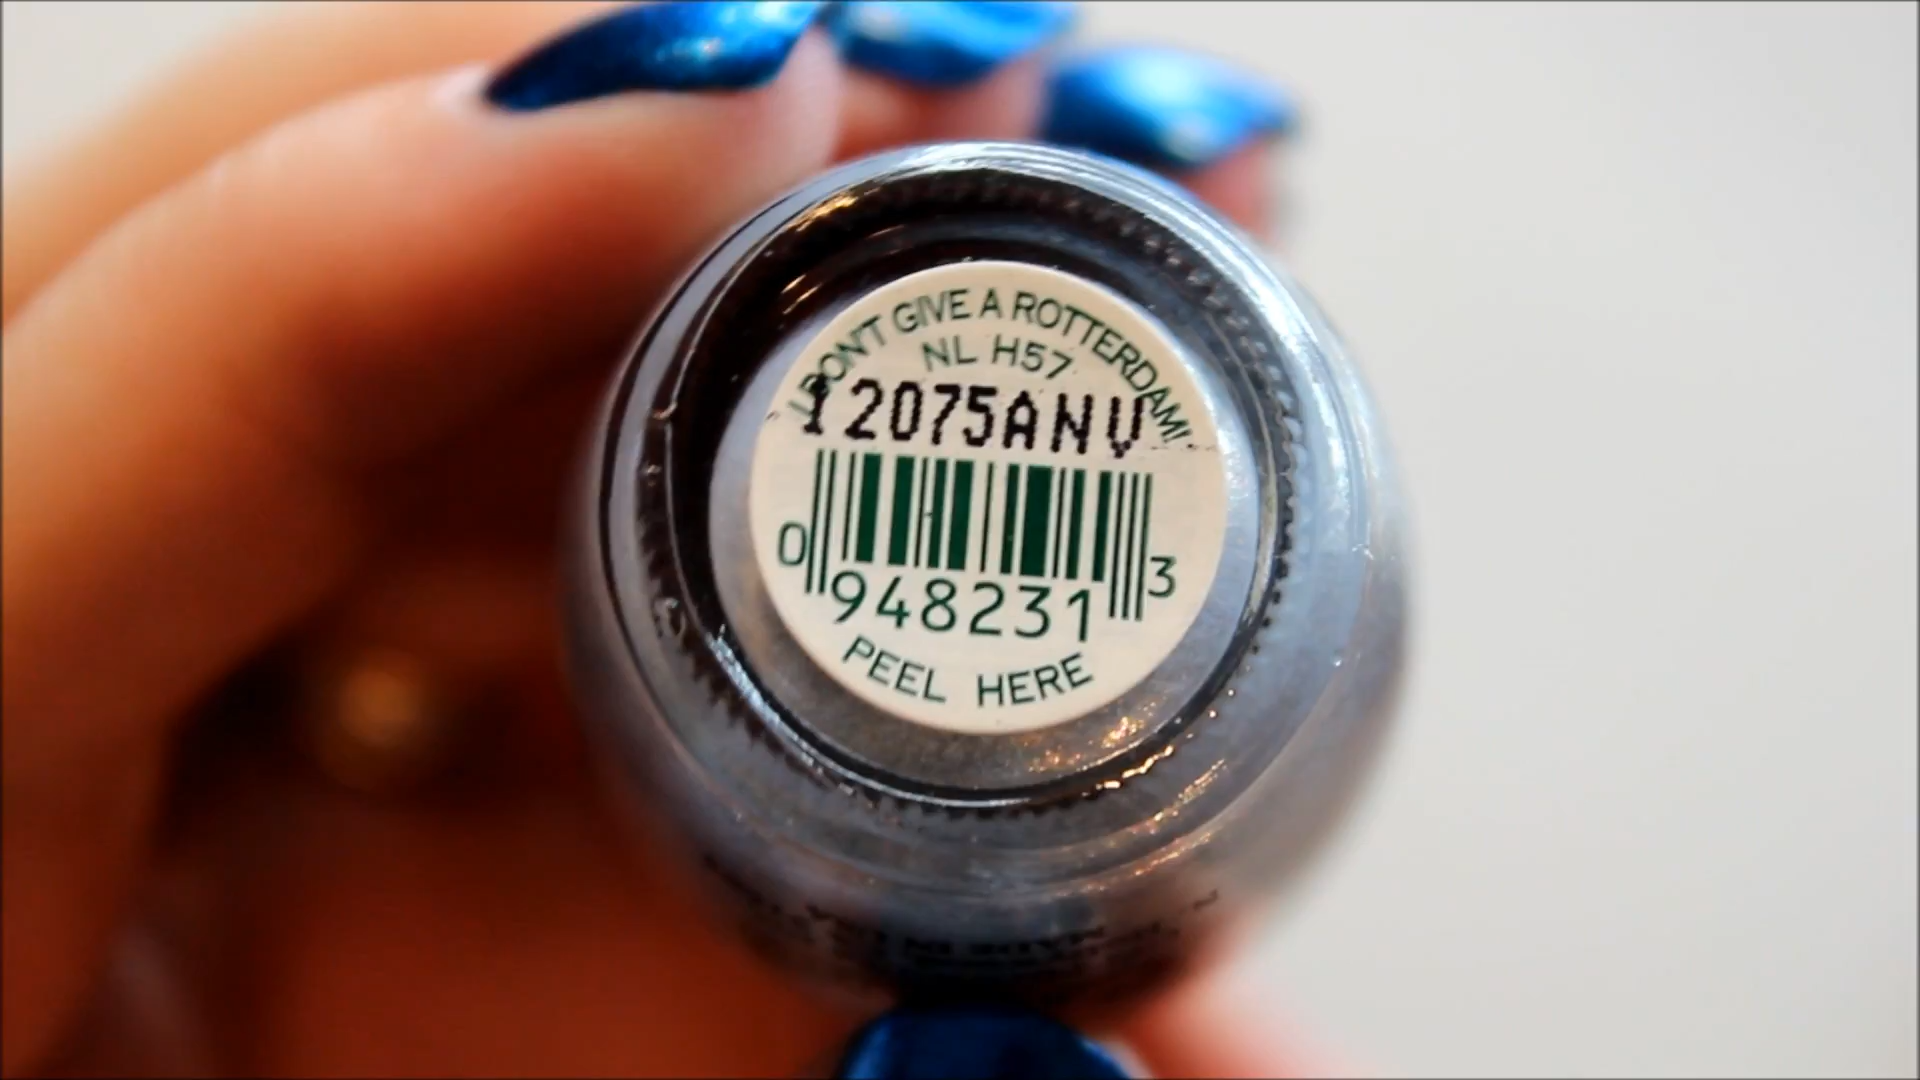 I DON'T GIVE A ROTTERDAM!
NL H57
12075ANV
0 948231 3
PEEL HERE